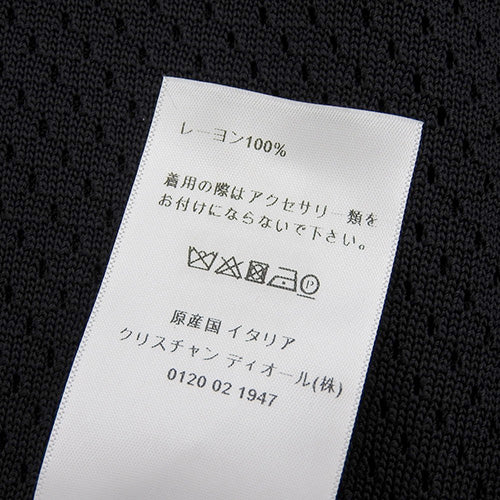 レーヨン100%
着用の際はアクセサリー類を
お付けにならないで下さい。
P
原産国 イタリア
クリスチャン ディオール(株)
0120 02 1947